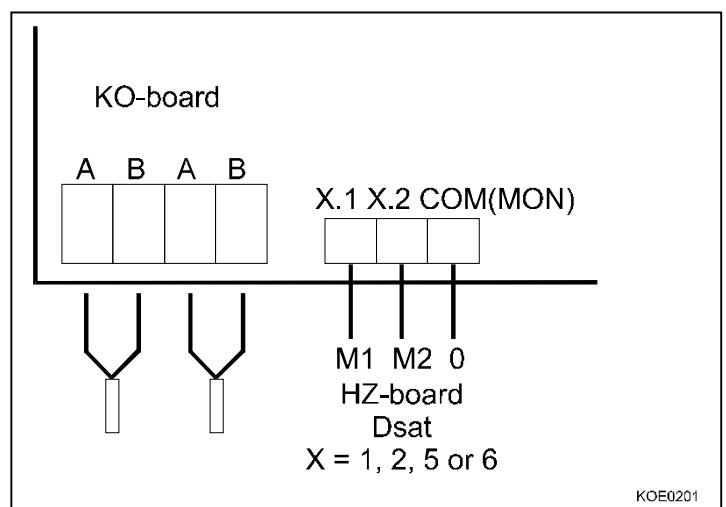 KO-board
A B A B
X.1 X.2 COM(MON)
M1 M2 0
HZ-board
Dsat
X = 1, 2, 5 or 6
KOE0201